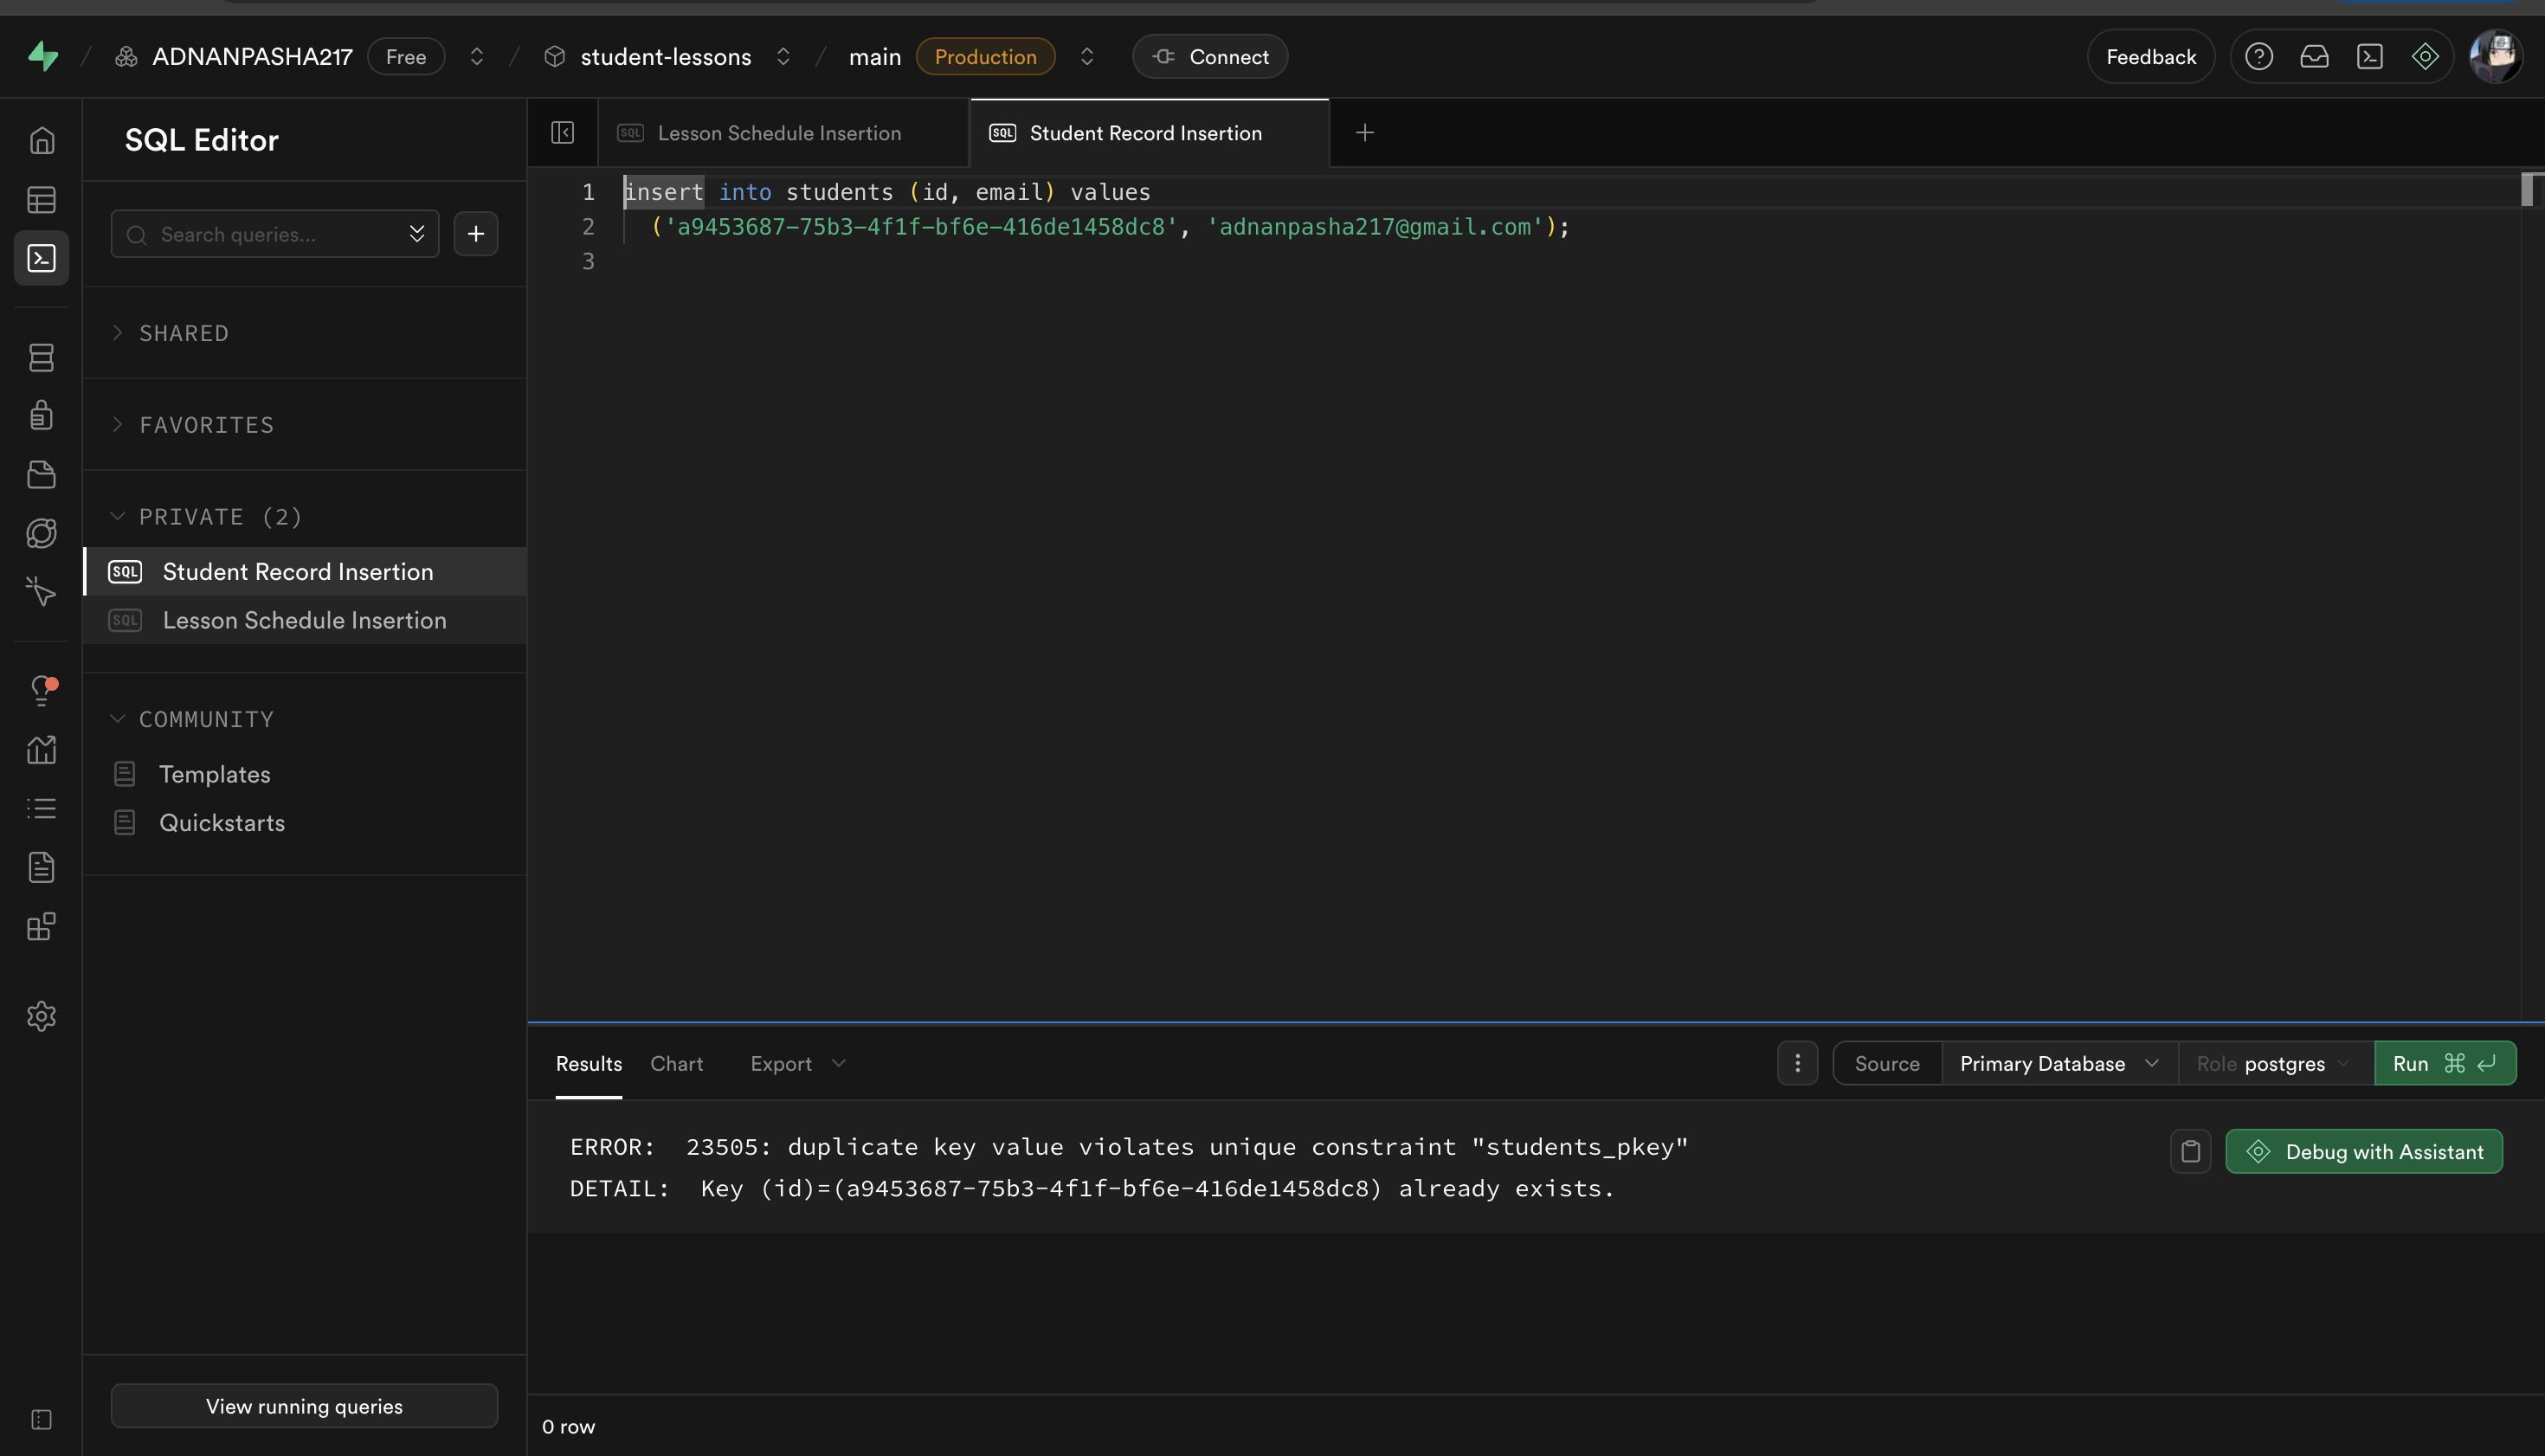 ADNANPASHA217 Free student-lessons main Production Connect Feedback
SQL Editor
SQL Lesson Schedule Insertion
SQL Student Record Insertion
Search queries...
1 insert into students (id, email) values
2 ('a9453687-75b3-4f1f-bf6e-416de1458dc8', 'adnanpasha217@gmail.com');
3
SHARED
FAVORITES
PRIVATE (2)
SQL Student Record Insertion
SQL Lesson Schedule Insertion
COMMUNITY
Templates
Quickstarts
View running queries
Results Chart Export Source Primary Database Role postgres Run ⌘ ↵
ERROR: 23505: duplicate key value violates unique constraint "students_pkey"
DETAIL: Key (id)=(a9453687-75b3-4f1f-bf6e-416de1458dc8) already exists.
Debug with Assistant
0 row